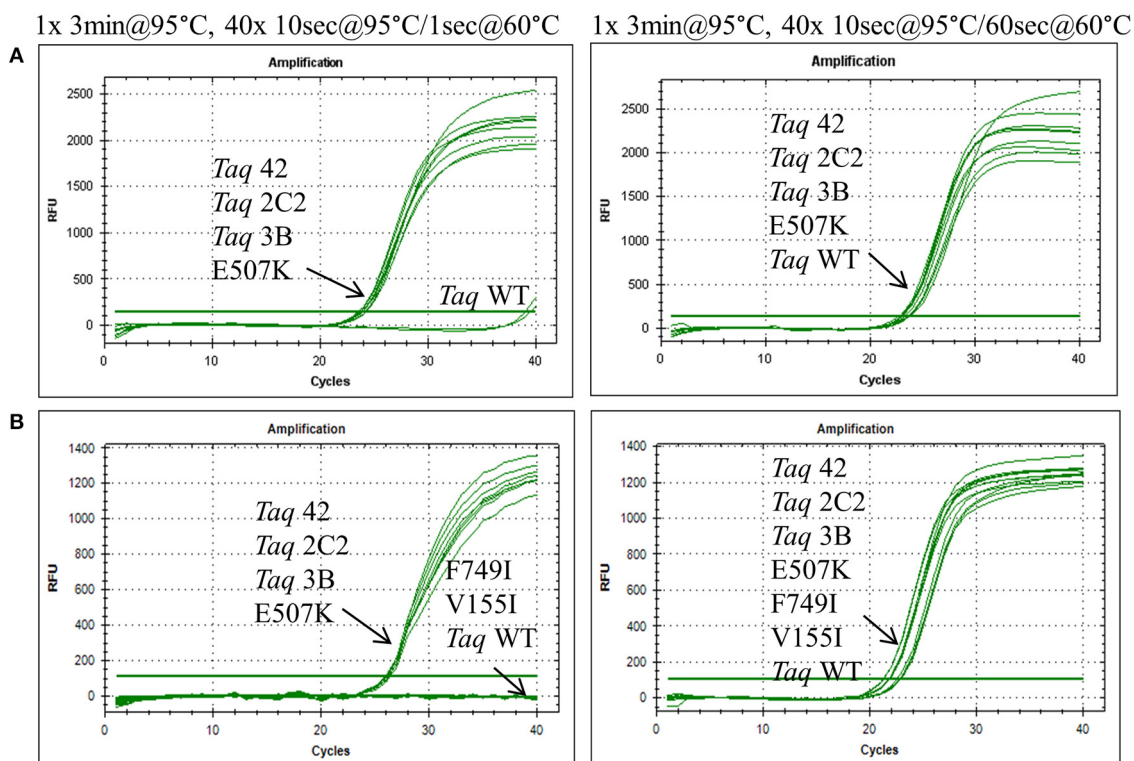 1x 3min@95°C, 40x 10sec@95°C/1sec@60°C
1x 3min@95°C, 40x 10sec@95°C/60sec@60°C
A
Amplification
RFU
2500
2000
1500
1000
500
0
Taq 42
Taq 2C2
Taq 3B
E507K
Taq WT
0 10 20 30 40
Cycles
Amplification
RFU
2500
2000
1500
1000
500
0
Taq 42
Taq 2C2
Taq 3B
E507K
Taq WT
0 10 20 30 40
Cycles
B
Amplification
RFU
1400
1200
1000
800
600
400
200
0
Taq 42
Taq 2C2
Taq 3B
E507K
F749I
V155I
Taq WT
0 10 20 30 40
Cycles
Amplification
RFU
1400
1200
1000
800
600
400
200
0
Taq 42
Taq 2C2
Taq 3B
E507K
F749I
V155I
Taq WT
0 10 20 30 40
Cycles